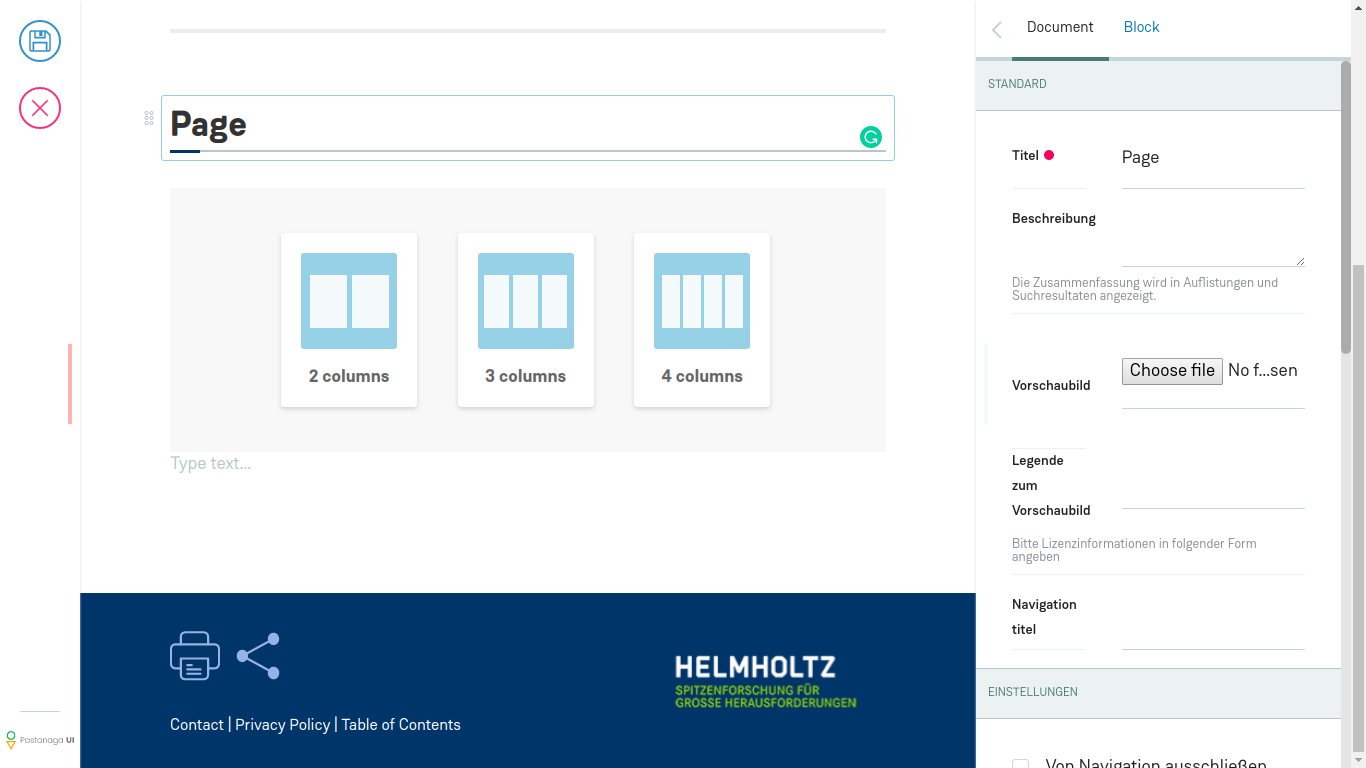 Document
Block
STANDARD
Page
Titel
Page
Beschreibung
Die Zusammenfassung wird in Auflistungen und
Suchresultaten angezeigt.
2 columns
3 columns
4 columns
Vorschaubild
Choose file No f...sen
Type text...
Legende
zum
Vorschaubild
Bitte Lizenzinformationen in folgender Form
angeben
Navigation
titel
HELMHOLTZ
SPITZENFORSCHUNG FÜR
GROSSE HERAUSFORDERUNGEN
Contact | Privacy Policy | Table of Contents
EINSTELLUNGEN
Von Navigation ausschließen
Pastanaga UI